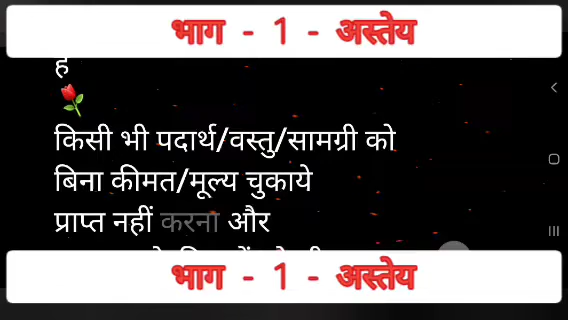 भाग - 1 - अस्तेय
है
किसी भी पदार्थ/वस्तु/सामग्री को
बिना कीमत/मूल्य चुकाये
प्राप्त नहीं करना और
भाग - 1 - अस्तेय